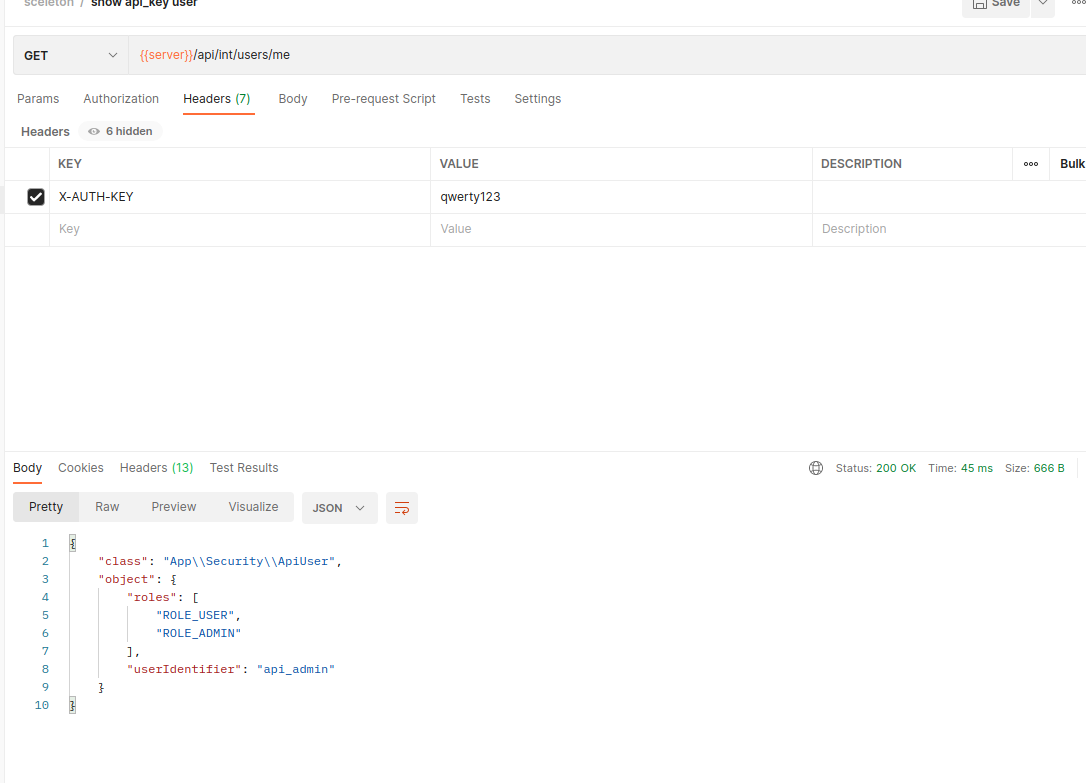 sceleton / show api_key user
Save
GET {{server}}/api/int/users/me
Params Authorization Headers (7) Body Pre-request Script Tests Settings
Headers 6 hidden
KEY VALUE DESCRIPTION Bulk
X-AUTH-KEY qwerty123
Key Value Description
Body Cookies Headers (13) Test Results Status: 200 OK Time: 45 ms Size: 666 B
Pretty Raw Preview Visualize JSON
1 {
2 "class": "App\\Security\\ApiUser",
3 "object": {
4 "roles": [
5 "ROLE_USER",
6 "ROLE_ADMIN"
7 ],
8 "userIdentifier": "api_admin"
9 }
10 }